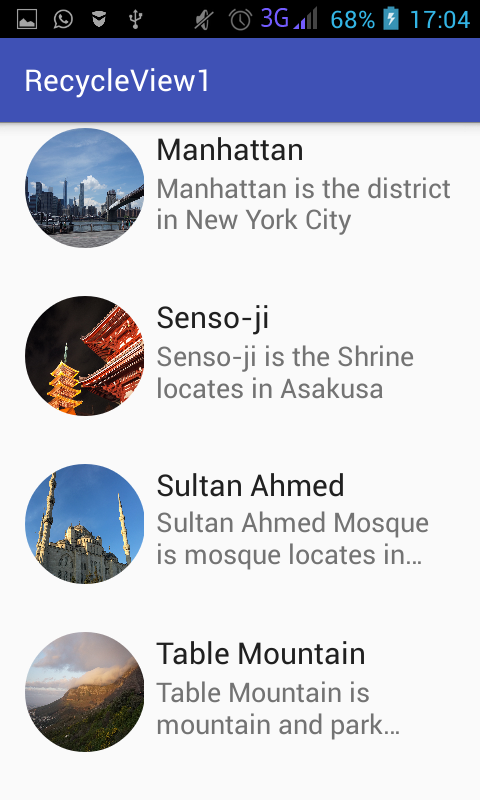 3G 68% 17:04
RecycleView1
Manhattan
Manhattan is the district
in New York City
Senso-ji
Senso-ji is the Shrine
locates in Asakusa
Sultan Ahmed
Sultan Ahmed Mosque
is mosque locates in…
Table Mountain
Table Mountain is
mountain and park…